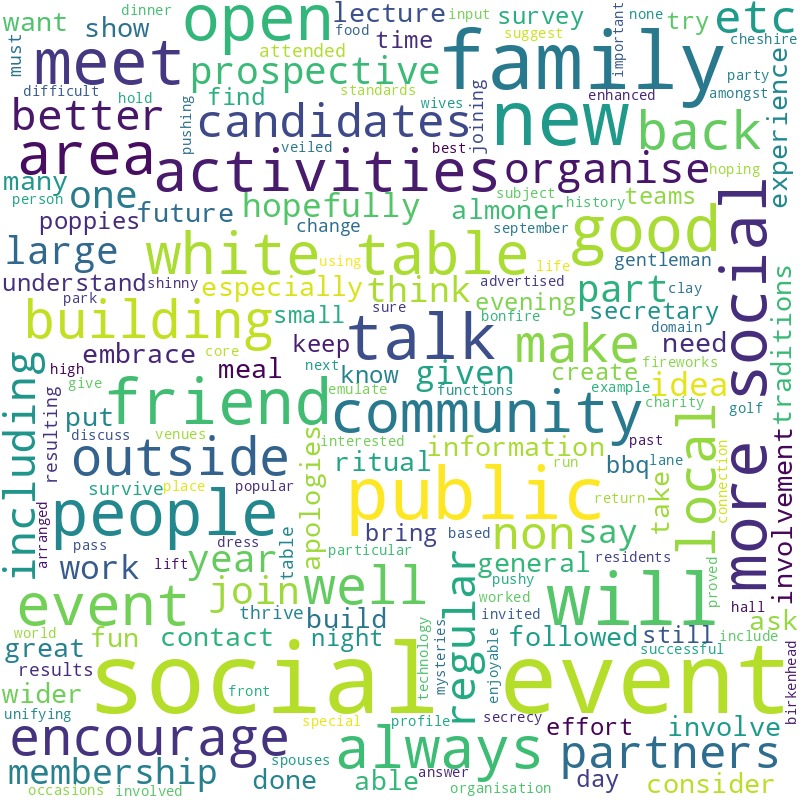 want
dinner
open
lecture
input
survey
none
try
etc
must
show
time
food
suggest
important
cheshire
meet
attended
family
party
difficult
prospective
standards
wives
enhanced
amongst
better
hold
find
pushing
candidates
joining
new
back
experience
area
veiled
best
activities
organise
hoping
many
person
one
future
hopefully
almoner
subject
history
teams
poppies
change
september
good
more social
large
white table
gentleman
using
life
advertised
understand
shinny
especially
think
evening
part
clay
traditions
park
sure
bonfire
secretary
building
small
talk
make
domain
embrace
keep
need
including
high
core
meal
next
know
given
functions
create
fireworks
give
friend
emulate
example
idea
local
put
community
charity
golf
resulting
discuss
venues
outside
apologies
interested
information
past
involvement
ritual
run
bbq
lane
connection
survive
place
popular
public
return
take
people
arranged
bring
based
non
say
pass
dress
particular
general
residents
work
lift
year
table
well
regular
pushy
proved
hall
event
join
worked
will
thrive
build
invited
ask
world
fun
contact
night
technology
mysteries
enjoyable
followed
still
include
great
successful
birkenhead
results
social
event
wider
front
unifying
special
profile
secrecy
effort
involve
encourage
always
partners
membership
spouses
answer
done
able
day
consider
occasions
involved
organisation